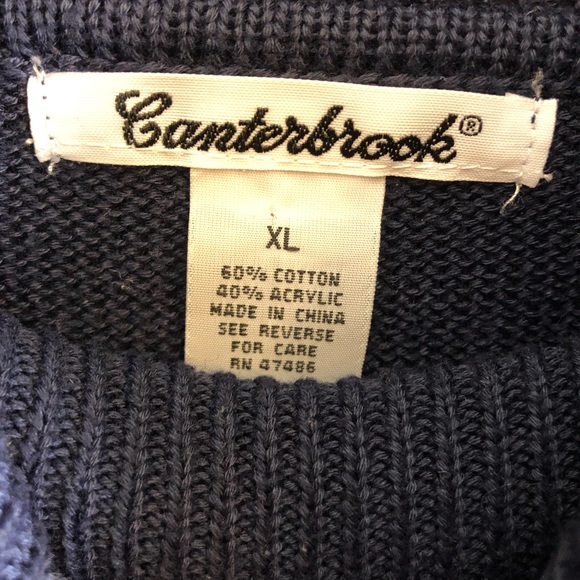 Canterbrook®
XL
60% COTTON
40% ACRYLIC
MADE IN CHINA
SEE REVERSE
FOR CARE
RN 47486